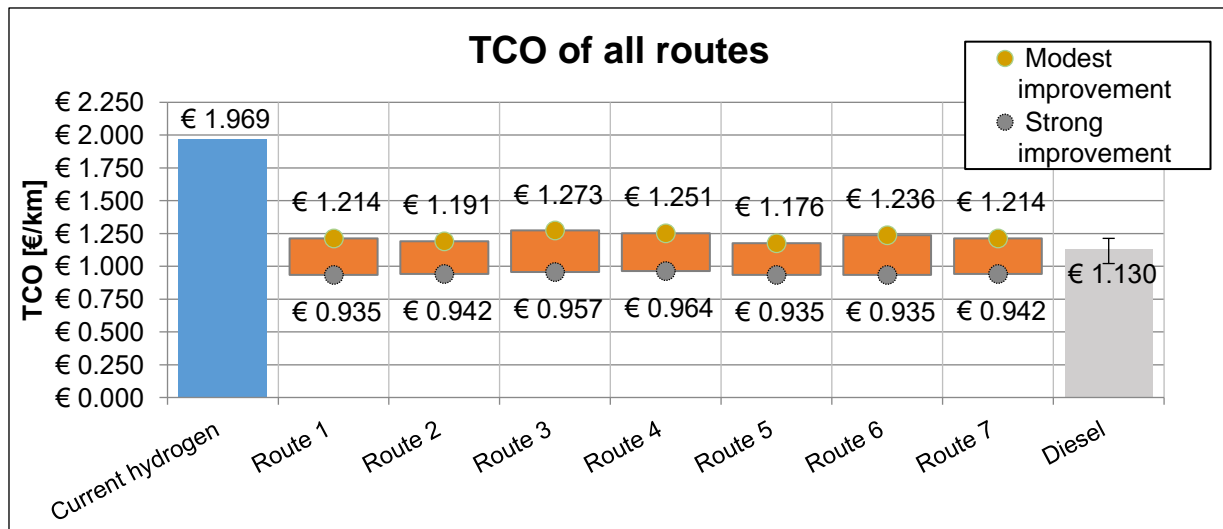 TCO of all routes
Modest
improvement
Strong
improvement
TCO [€/km]
€ 2.250
€ 2.000
€ 1.750
€ 1.500
€ 1.250
€ 1.000
€ 0.750
€ 0.500
€ 0.250
€ 0.000
€ 1.969
€ 1.214
€ 1.191
€ 1.273
€ 1.251
€ 1.176
€ 1.236
€ 1.214
€ 1.130
€ 0.935
€ 0.942
€ 0.957
€ 0.964
€ 0.935
€ 0.935
€ 0.942
Current hydrogen
Route 1
Route 2
Route 3
Route 4
Route 5
Route 6
Route 7
Diesel